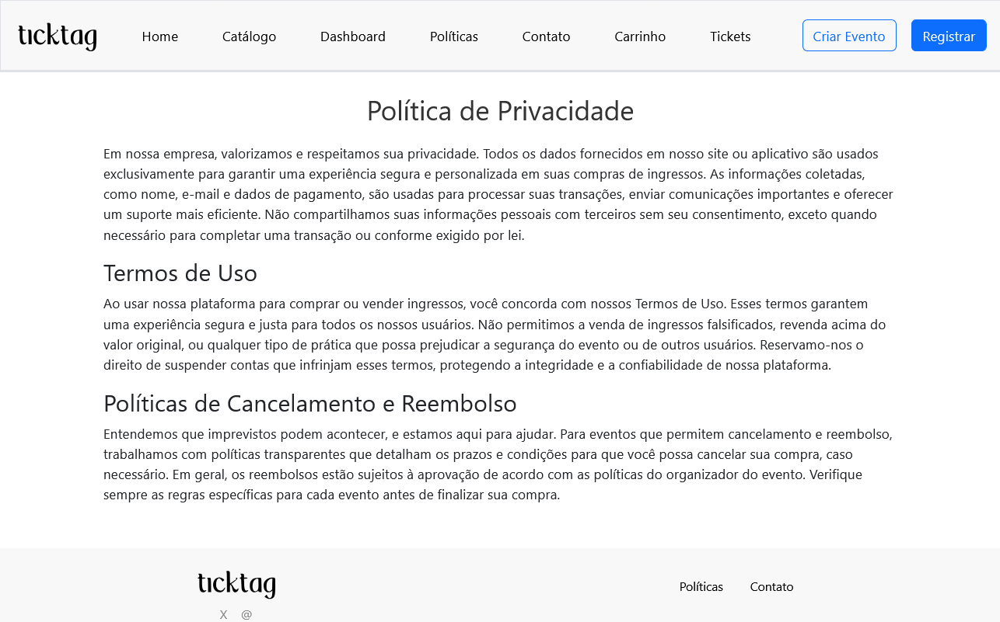 ticktag Home Catálogo Dashboard Políticas Contato Carrinho Tickets Criar Evento Registrar
Política de Privacidade
Em nossa empresa, valorizamos e respeitamos sua privacidade. Todos os dados fornecidos em nosso site ou aplicativo são usados
exclusivamente para garantir uma experiência segura e personalizada em suas compras de ingressos. As informações coletadas,
como nome, e-mail e dados de pagamento, são usadas para processar suas transações, enviar comunicações importantes e oferecer
um suporte mais eficiente. Não compartilhamos suas informações pessoais com terceiros sem seu consentimento, exceto quando
necessário para completar uma transação ou conforme exigido por lei.
Termos de Uso
Ao usar nossa plataforma para comprar ou vender ingressos, você concorda com nossos Termos de Uso. Esses termos garantem
uma experiência segura e justa para todos os nossos usuários. Não permitimos a venda de ingressos falsificados, revenda acima do
valor original, ou qualquer tipo de prática que possa prejudicar a segurança do evento ou de outros usuários. Reservamo-nos o
direito de suspender contas que infrinjam esses termos, protegendo a integridade e a confiabilidade de nossa plataforma.
Políticas de Cancelamento e Reembolso
Entendemos que imprevistos podem acontecer, e estamos aqui para ajudar. Para eventos que permitem cancelamento e reembolso,
trabalhamos com políticas transparentes que detalham os prazos e condições para que você possa cancelar sua compra, caso
necessário. Em geral, os reembolsos estão sujeitos à aprovação de acordo com as políticas do organizador do evento. Verifique
sempre as regras específicas para cada evento antes de finalizar sua compra.
ticktag Políticas Contato
X @